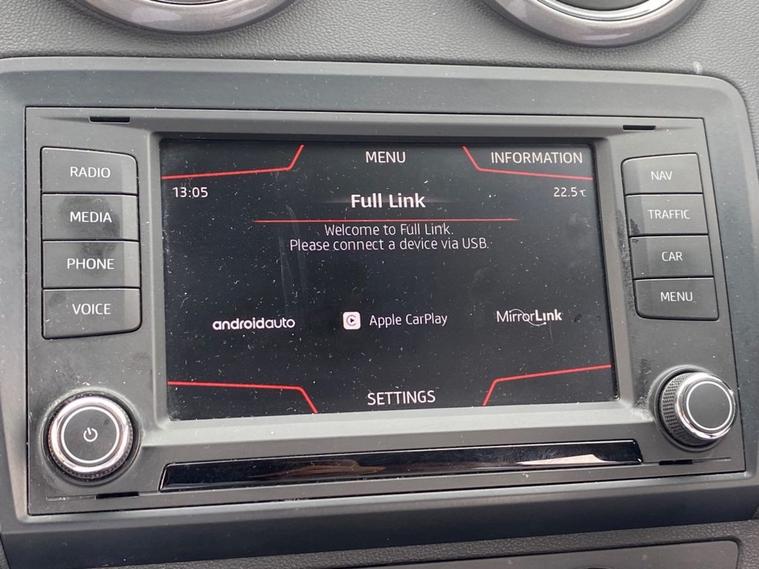 MENU
INFORMATION
13:05
22.5°C
Full Link
Welcome to Full Link.
Please connect a device via USB.
androidauto
Apple CarPlay
MirrorLink
SETTINGS
RADIO
MEDIA
PHONE
VOICE
NAV
TRAFFIC
CAR
MENU